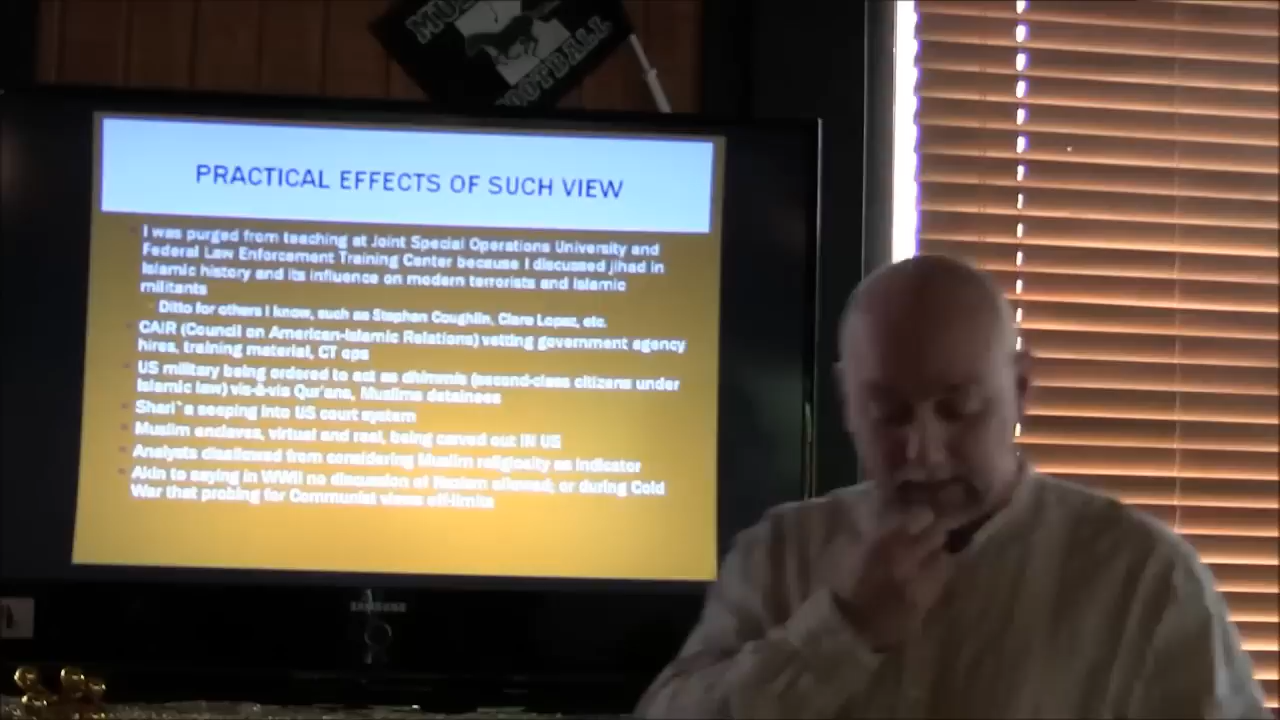 MU
FOOTBALL
PRACTICAL EFFECTS OF SUCH VIEW
I was purged from teaching at Joint Special Operations University and
Federal Law Enforcement Training Center because I discussed jihad in
Islamic history and its influence on modern terrorists and Islamic
militants
Ditto for others I know, such as Stephen Coughlin, Clare Lopez, etc.
CAIR (Council on American-Islamic Relations) vetting government agency
hires, training material, CT ops
US military being ordered to act as dhimmis (second-class citizens under
Islamic law) vis-à-vis Qur'ans, Muslims detainees
Shari`a seeping into US court system
Muslim enclaves, virtual and real, being carved out IN US
Analysts disallowed from considering Muslim religiosity as indicator
Akin to saying in WWII no discussion of Nazism allowed; or during Cold
War that probing for Communist views off-limits
SAMSUNG